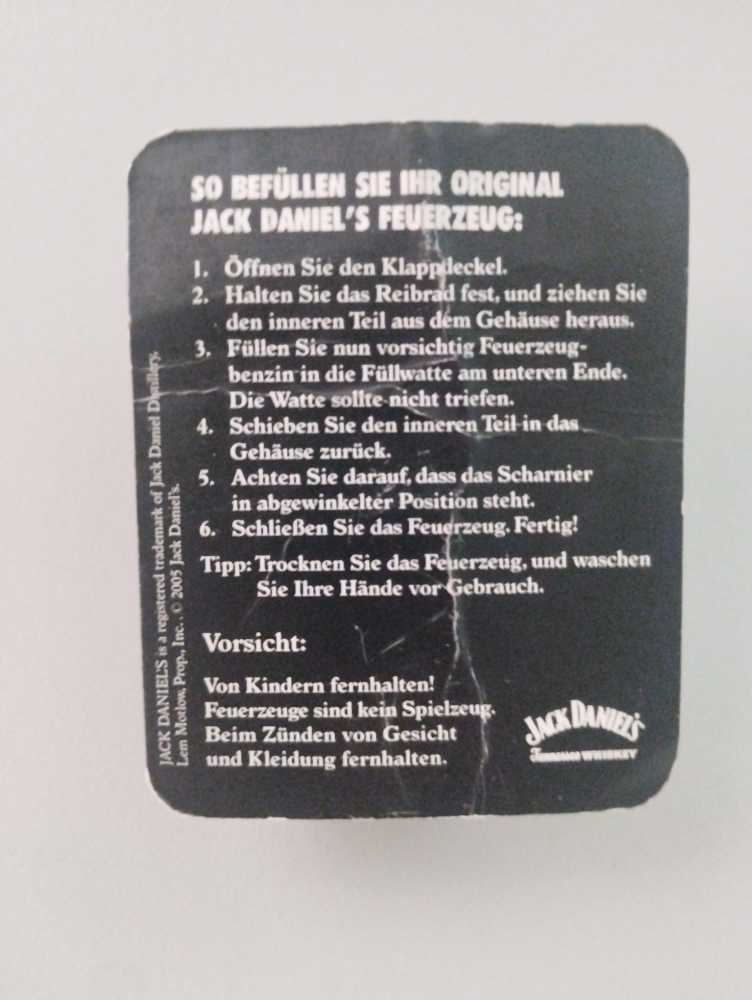 SO BEFÜLLEN SIE IHR ORIGINAL
JACK DANIEL'S FEUERZEUG:
1. Öffnen Sie den Klappdeckel.
2. Halten Sie das Reibrad fest, und ziehen Sie
den inneren Teil aus dem Gehäuse heraus.
3. Füllen Sie nun vorsichtig Feuerzeug-
benzin in die Füllwatte am unteren Ende.
Die Watte sollte nicht triefen.
4. Schieben Sie den inneren Teil in das
Gehäuse zurück.
5. Achten Sie darauf, dass das Scharnier
in abgewinkelter Position steht.
6. Schließen Sie das Feuerzeug. Fertig!
Tipp: Trocknen Sie das Feuerzeug, und waschen
Sie Ihre Hände vor Gebrauch.
Vorsicht:
Von Kindern fernhalten!
Feuerzeuge sind kein Spielzeug.
Beim Zünden von Gesicht
und Kleidung fernhalten.
JACK DANIEL'S
Tennessee WHISKEY
JACK DANIEL'S is a registered trademark of Jack Daniel Distillery,
Lem Motlow, Prop., Inc.. © 2005 Jack Daniel's.